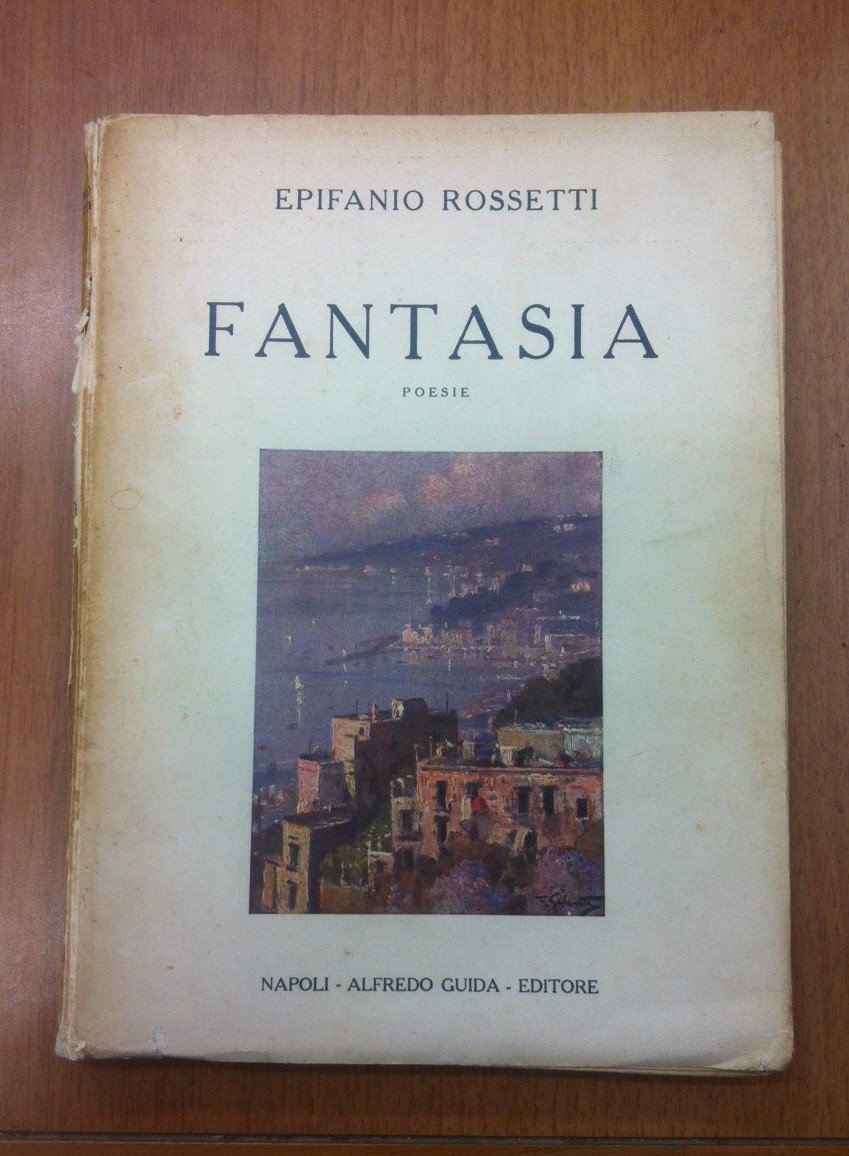 EPIFANIO ROSSETTI
FANTASIA
POESIE
NAPOLI - ALFREDO GUIDA - EDITORE